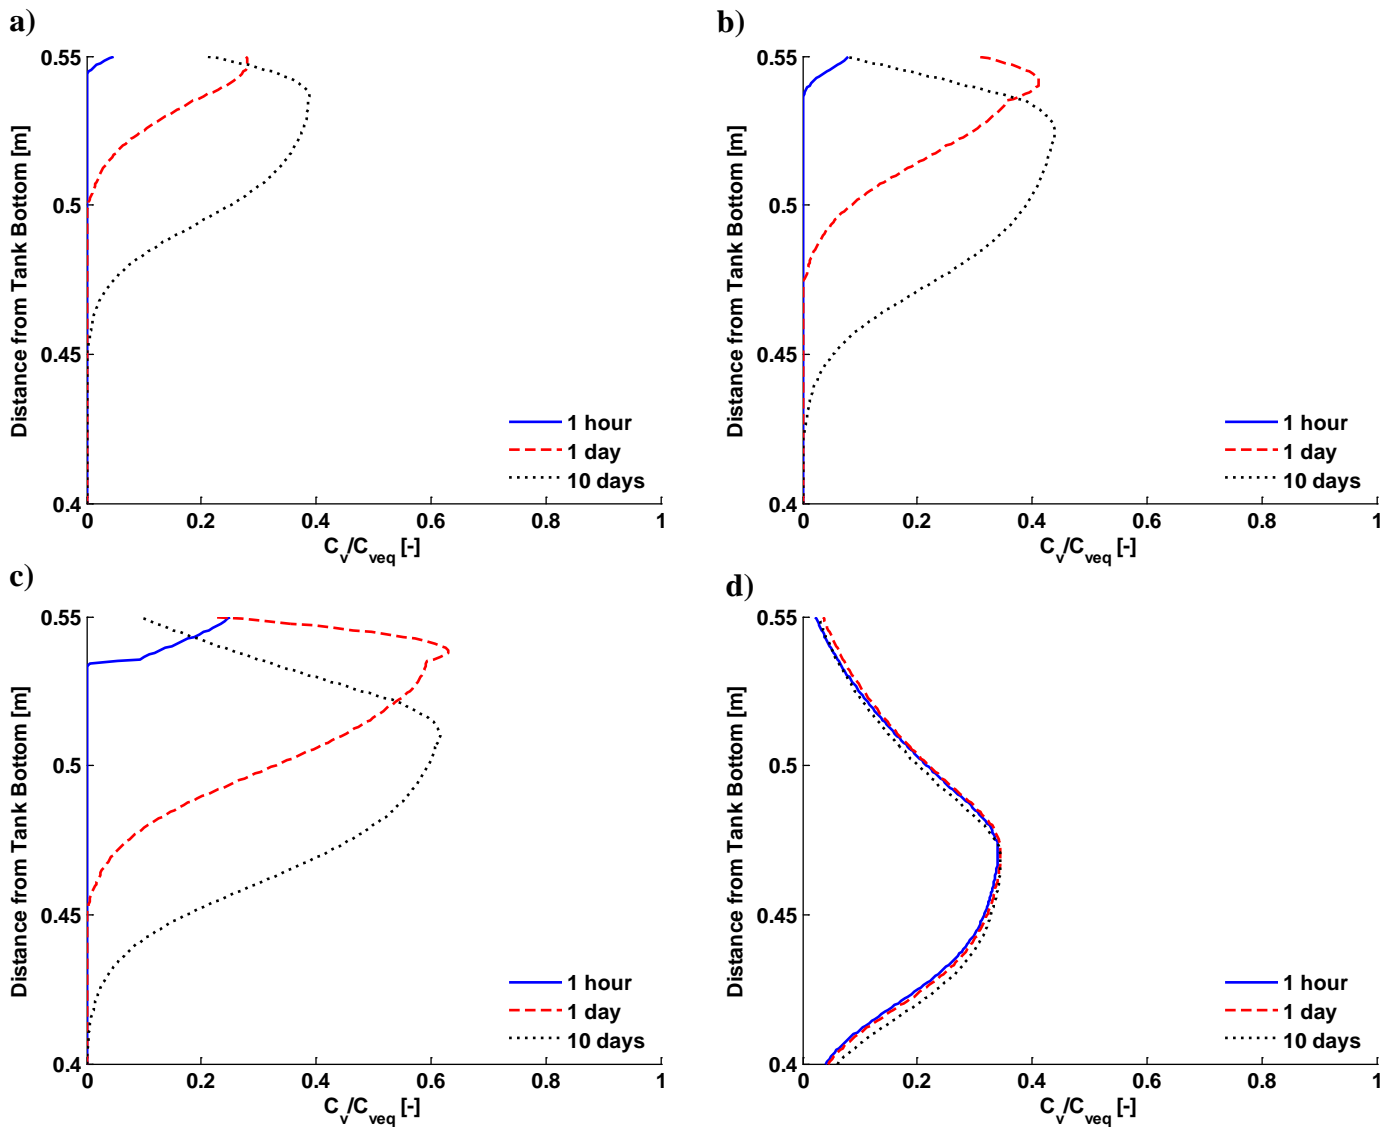 a)
0.55
0.5
0.45
0.4
Distance from Tank Bottom [m]
1 hour
1 day
10 days
0 0.2 0.4 0.6 0.8 1
Cv/Cveq [-]
b)
0.55
0.5
0.45
0.4
Distance from Tank Bottom [m]
1 hour
1 day
10 days
0 0.2 0.4 0.6 0.8 1
Cv/Cveq [-]
c)
0.55
0.5
0.45
0.4
Distance from Tank Bottom [m]
1 hour
1 day
10 days
0 0.2 0.4 0.6 0.8 1
Cv/Cveq [-]
d)
0.55
0.5
0.45
0.4
Distance from Tank Bottom [m]
1 hour
1 day
10 days
0 0.2 0.4 0.6 0.8 1
Cv/Cveq [-]